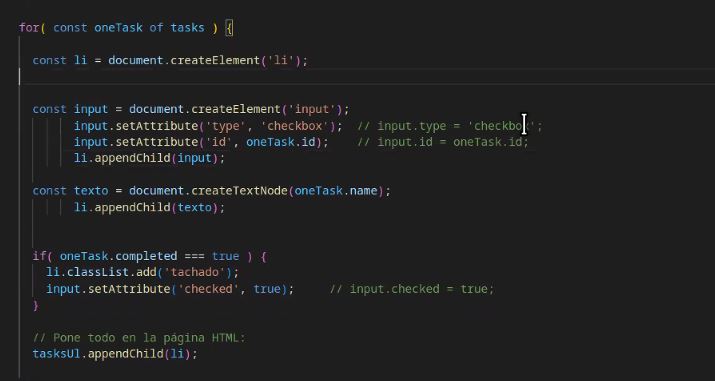 for( const oneTask of tasks ) {
const li = document.createElement('li');
const input = document.createElement('input');
input.setAttribute('type', 'checkbox');  // input.type = 'checkbox';
input.setAttribute('id', oneTask.id);    // input.id = oneTask.id;
li.appendChild(input);
const texto = document.createTextNode(oneTask.name);
li.appendChild(texto);
if( oneTask.completed === true ) {
li.classList.add('tachado');
input.setAttribute('checked', true);     // input.checked = true;
}
// Pone todo en la página HTML:
tasksUl.appendChild(li);